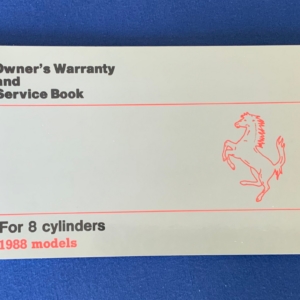 Owner's Warranty
and
Service Book
For 8 cylinders
1988 models